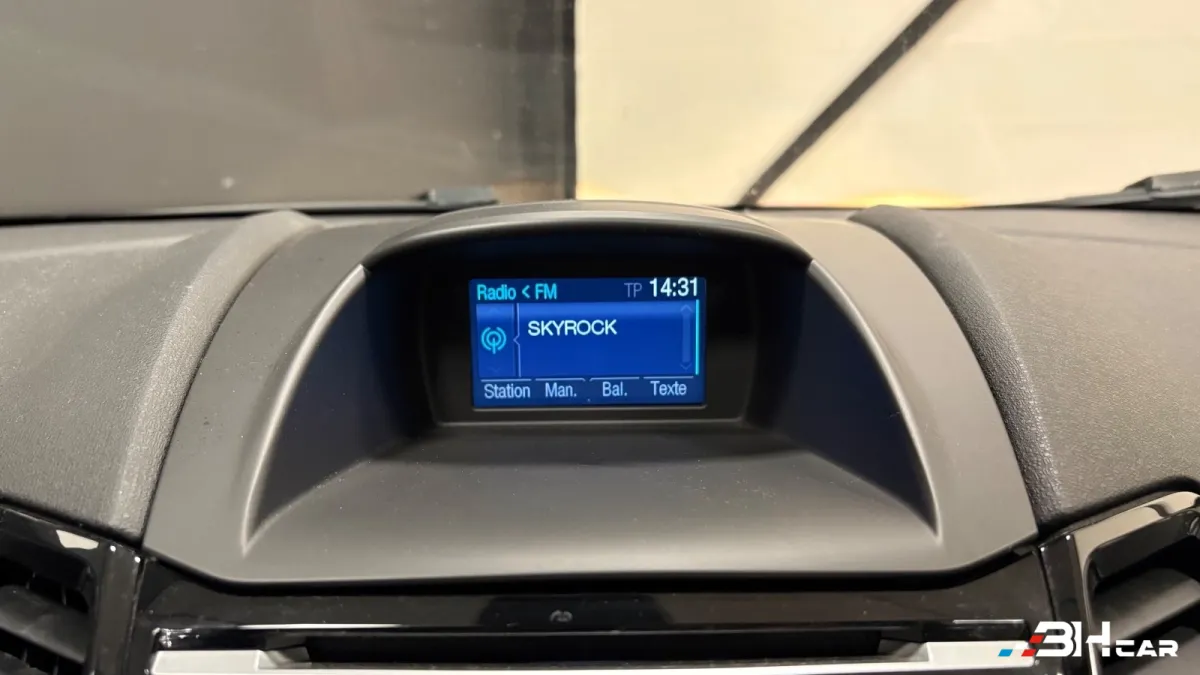 Radio < FM TP 14:31
SKYROCK
Station Man. Bal. Texte
BHCAR